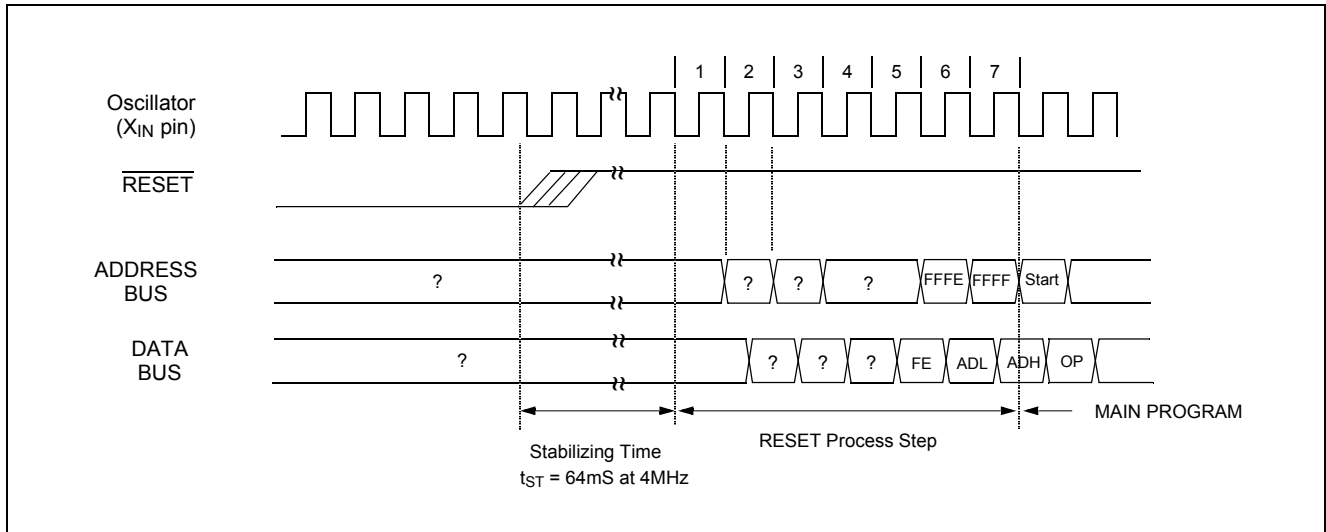 1 2 3 4 5 6 7
Oscillator
(XIN pin)
RESET
ADDRESS
BUS
? ? ? ? FFFE FFFF Start
DATA
BUS
? ? ? ? FE ADL ADH OP
MAIN PROGRAM
Stabilizing Time
tST = 64mS at 4MHz
RESET Process Step